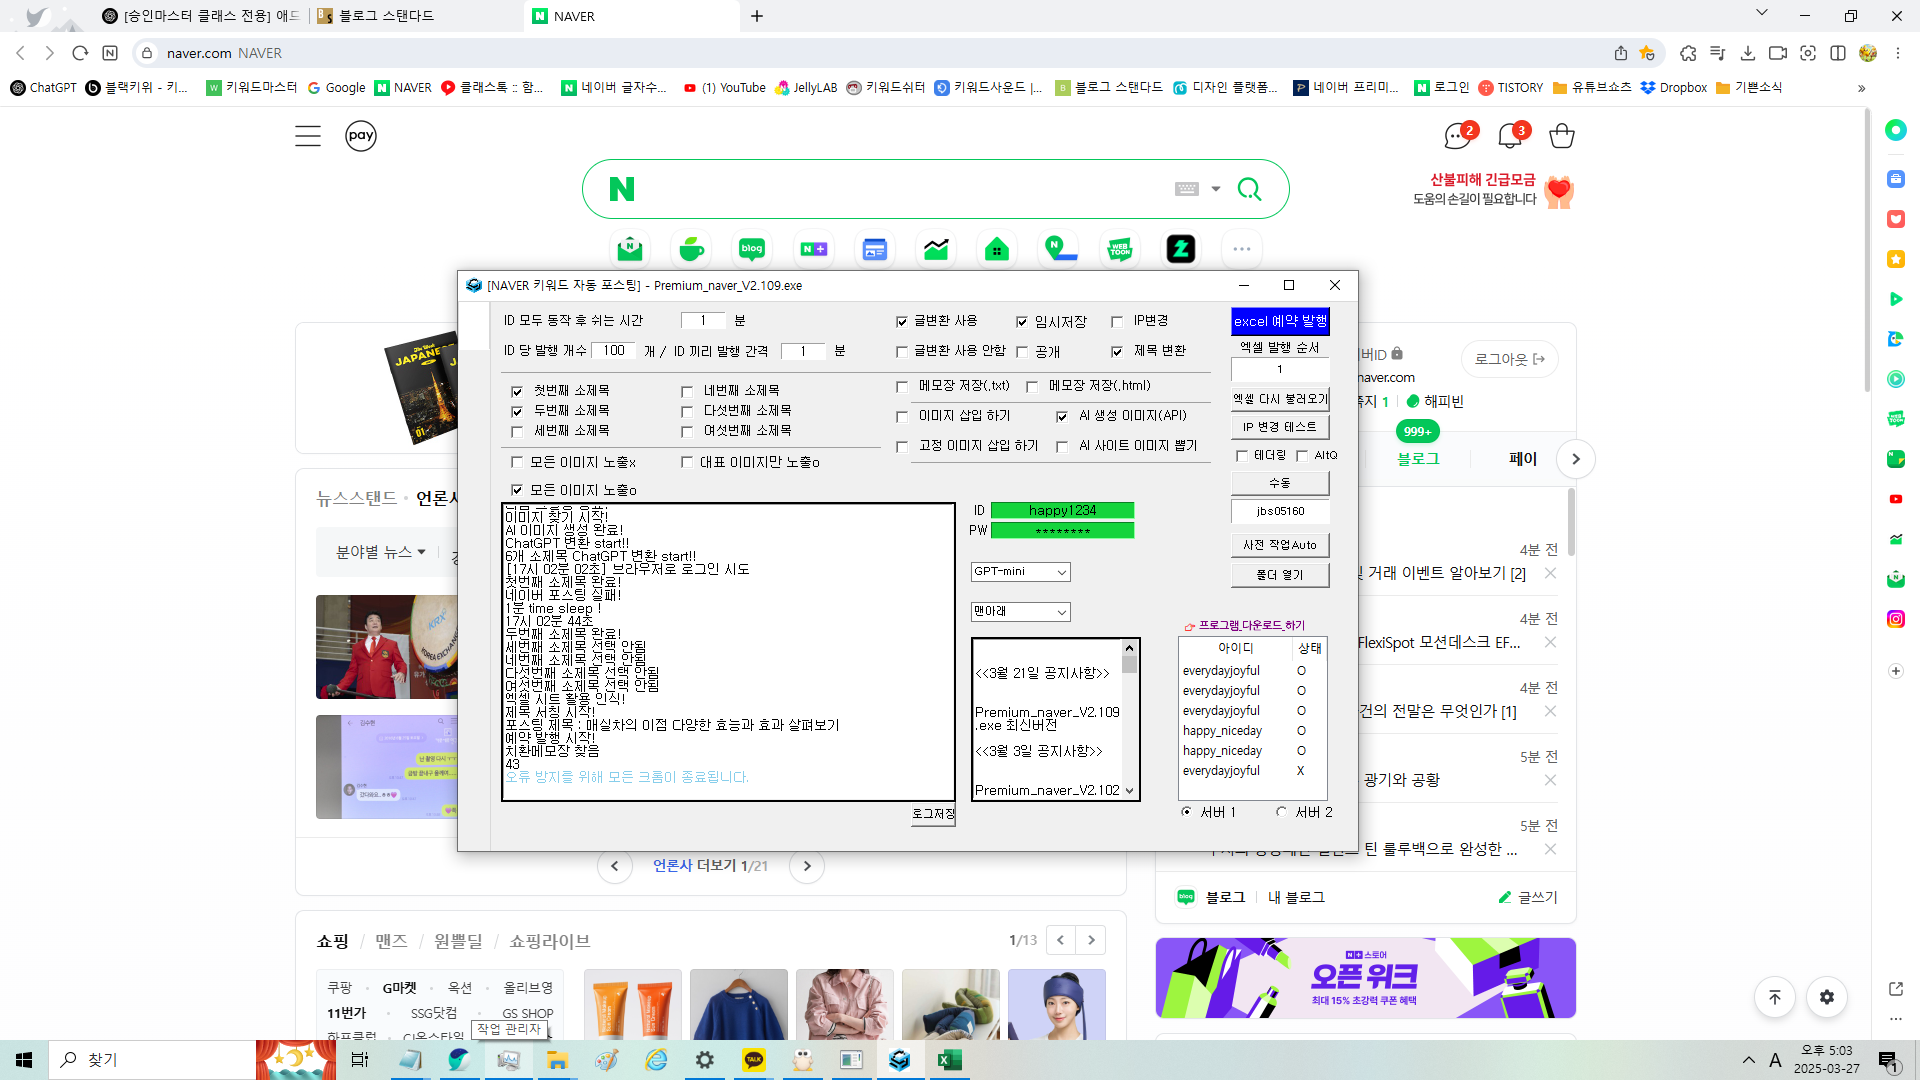 [승인마스터 클래스 전용] 애드
블로그 스탠다드
NAVER
naver.com NAVER
ChatGPT
블랙키위 - 키...
키워드마스터
Google
NAVER
클래스톡 :: 함...
네이버 글자수...
(1) YouTube
JellyLAB
키워드쉬터
키워드사운드 |...
블로그 스탠다드
디자인 플랫폼...
네이버 프리미...
로그인
TISTORY
유튜브쇼츠
Dropbox
기쁜소식
pay
2
3
N
산불피해 긴급모금
도움의 손길이 필요합니다
blog
N+
WEB TOON
[NAVER 키워드 자동 포스팅] - Premium_naver_V2.109.exe
ID 모두 동작 후 쉬는 시간 1 분
글변환 사용
임시저장
IP변경
excel 예약 발행
ID 당 발행 개수 100 개 / ID 끼리 발행 간격 1 분
글변환 사용 안함
공개
제목 변환
엑셀 발행 순서
1
첫번째 소제목
네번째 소제목
두번째 소제목
다섯번째 소제목
세번째 소제목
여섯번째 소제목
메모장 저장(.txt)
메모장 저장(.html)
이미지 삽입 하기
AI 생성 이미지(API)
고정 이미지 삽입 하기
AI 사이트 이미지 뽑기
엑셀 다시 불러오기
IP 변경 테스트
테더링
AltQ
모든 이미지 노출x
대표 이미지만 노출o
모든 이미지 노출o
수동
jbs05160
사전 작업Auto
폴더 열기
이미지 찾기 시작!
AI 이미지 생성 완료!
ChatGPT 변환 start!!
6개 소제목 ChatGPT 변환 start!!
[17시 02분 02초] 브라우저로 로그인 시도
첫번째 소제목 완료!
네이버 포스팅 실패!
1분 time sleep !
17시 02분 44초
두번째 소제목 완료!
세번째 소제목 선택 안됨
네번째 소제목 선택 안됨
다섯번째 소제목 선택 안됨
여섯번째 소제목 선택 안됨
엑셀 시트 활용 인식!
제목 서칭 시작!
포스팅 제목 : 매실차의 이점 다양한 효능과 효과 살펴보기
예약 발행 시작!
치환메모장 찾음
43
오류 방지를 위해 모든 크롬이 종료됩니다.
로그저장
ID happy1234
PW ********
GPT-mini
맨아래
<<3월 21일 공지사항>>
Premium_naver_V2.109
.exe 최신버전
<<3월 3일 공지사항>>
Premium_naver_V2.102
프로그램_다운로드_하기
아이디 상태
everydayjoyful O
everydayjoyful O
everydayjoyful O
happy_niceday O
happy_niceday O
everydayjoyful X
서버 1
서버 2
버ID
로그아웃
naver.com
쪽지 1
해피빈
999+
블로그
페이
4분 전
및 거래 이벤트 알아보기 [2]
4분 전
FlexiSpot 모션데스크 EF...
4분 전
건의 전말은 무엇인가 [1]
5분 전
광기와 공황
5분 전
틴 룰루백으로 완성한 ...
블로그
내 블로그
글쓰기
JAPAN
JAPAN
01
뉴스스탠드
언론사
분야별 뉴스
KRX
KOREA EXCHANGE
언론사 더보기 1/21
쇼핑 / 맨즈 / 원쁠딜 / 쇼핑라이브
1/13
쿠팡
G마켓
옥션
올리브영
11번가
SSG닷컴
GS SHOP
하프클럽
CJ온스타일
작업 관리자
N+ 스토어
오픈 위크
최대 15% 초강력 쿠폰 혜택
찾기
TALK
A
오후 5:03
2025-03-27
1